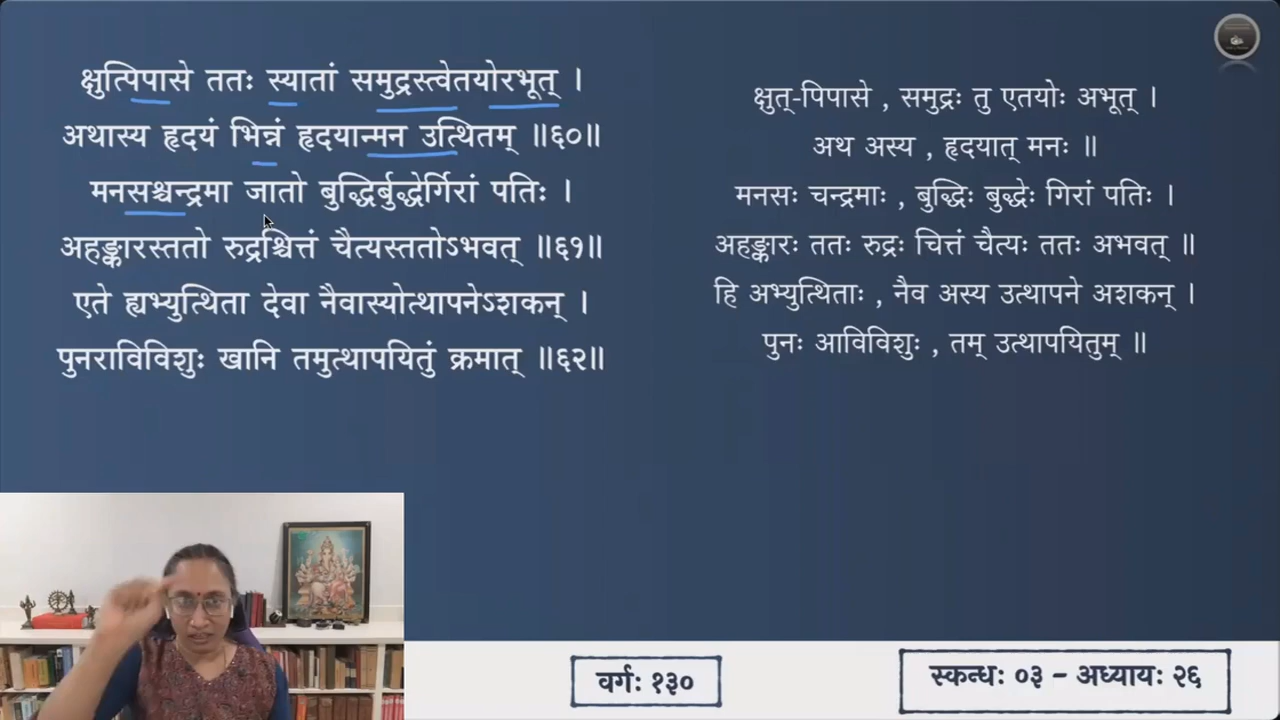 क्षुत्पिपासे ततः स्यातां समुद्रस्त्वेतयोरभूत् ।
अथास्य हृदयं भिन्नं हृदयान्मन उत्थितम् ॥६०॥
मनसश्चन्द्रमा जातो बुद्धिर्बुद्धेर्गिरां पतिः ।
अहङ्कारस्ततो रुद्रश्चित्तं चैत्यस्ततोऽभवत् ॥६१॥
एते ह्यभ्युत्थिता देवा नैवास्योत्थापनेऽशकन् ।
पुनराविविशुः खानि तमुत्थापयितुं क्रमात् ॥६२॥
क्षुत्-पिपासे , समुद्रः तु एतयोः अभूत् ।
अथ अस्य , हृदयात् मनः ॥
मनसः चन्द्रमाः , बुद्धिः बुद्धेः गिरां पतिः ।
अहङ्कारः ततः रुद्रः चित्तं चैत्यः ततः अभवत् ॥
हि अभ्युत्थिताः , नैव अस्य उत्थापने अशकन् ।
पुनः आविविशुः , तम् उत्थापयितुम् ॥
वर्गः १३०
स्कन्धः ०३ - अध्यायः २६